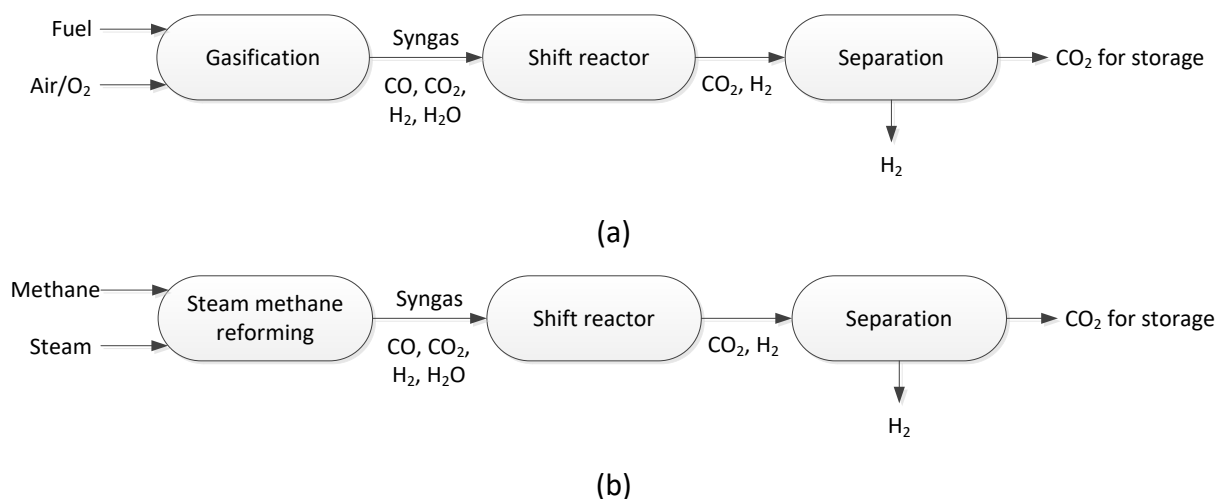 Fuel
Air/O₂
Gasification
Syngas
CO, CO₂,
H₂, H₂O
Shift reactor
CO₂, H₂
Separation
CO₂ for storage
H₂
(a)
Methane
Steam
Steam methane
reforming
Syngas
CO, CO₂,
H₂, H₂O
Shift reactor
CO₂, H₂
Separation
CO₂ for storage
H₂
(b)